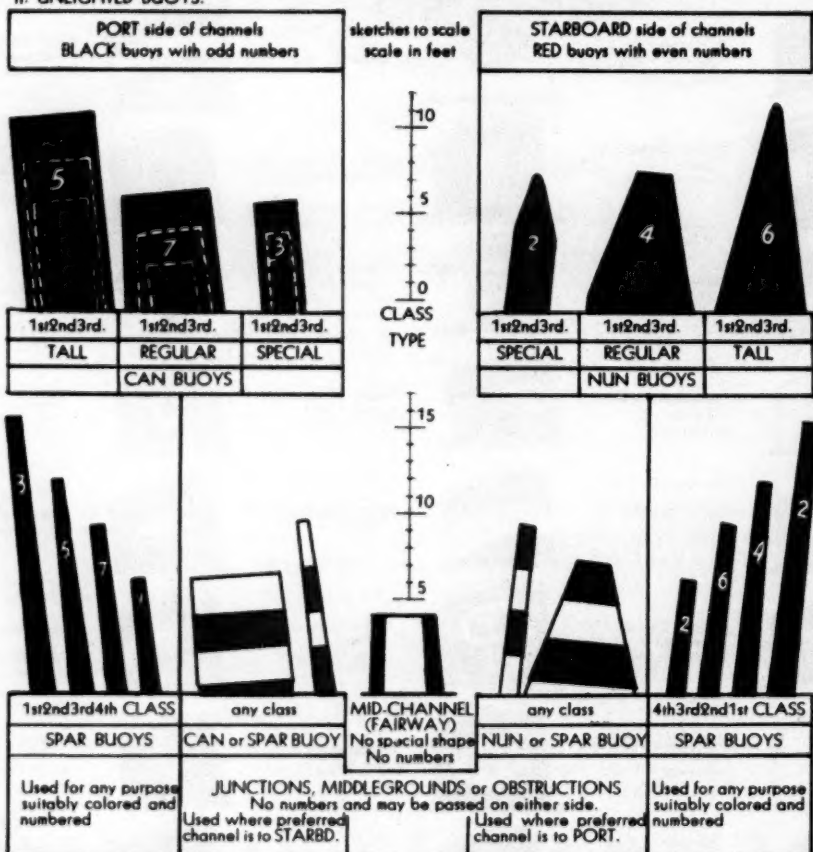 II. UNLIGHTED BUOYS:
PORT side of channels
BLACK buoys with odd numbers
sketches to scale
scale in feet
STARBOARD side of channels
RED buoys with even numbers
5
7
3
10
5
0
CLASS
TYPE
2
4
6
1st2nd3rd.
1st2nd3rd.
1st2nd3rd.
TALL
REGULAR
SPECIAL
CAN BUOYS
1st2nd3rd.
1st2nd3rd.
1st2nd3rd.
SPECIAL
REGULAR
TALL
NUN BUOYS
3
5
7
1
15
10
5
2
6
4
2
1st2nd3rd4th CLASS
SPAR BUOYS
any class
CAN or SPAR BUOY
MID-CHANNEL
(FAIRWAY)
No special shape
No numbers
any class
NUN or SPAR BUOY
4th3rd2nd1st CLASS
SPAR BUOYS
Used for any purpose
suitably colored and
numbered
JUNCTIONS, MIDDLEGROUNDS or OBSTRUCTIONS
No numbers and may be passed on either side.
Used where preferred
channel is to STARBD.
Used where preferred
channel is to PORT.
Used for any purpose
suitably colored and
numbered